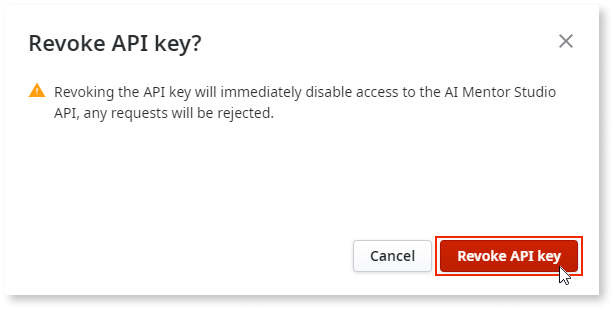 Revoke API key?
Revoking the API key will immediately disable access to the AI Mentor Studio
API, any requests will be rejected.
Cancel
Revoke API key